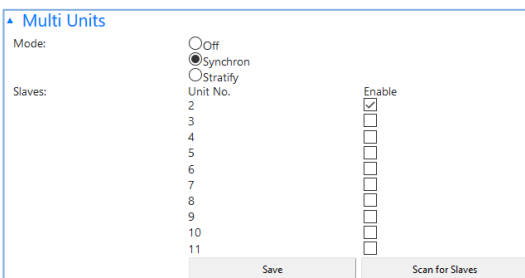 Multi Units
Mode:
Off
Synchron
Stratify
Slaves:
Unit No. Enable
2
3
4
5
6
7
8
9
10
11
Save Scan for Slaves